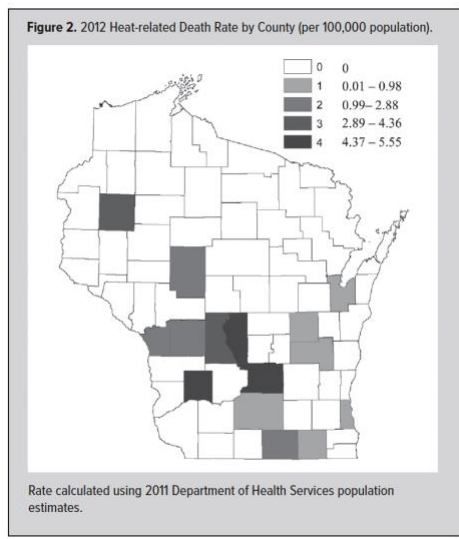 Figure 2. 2012 Heat-related Death Rate by County (per 100,000 population).
0 0
1 0.01 – 0.98
2 0.99– 2.88
3 2.89 – 4.36
4 4.37 – 5.55
Rate calculated using 2011 Department of Health Services population
estimates.